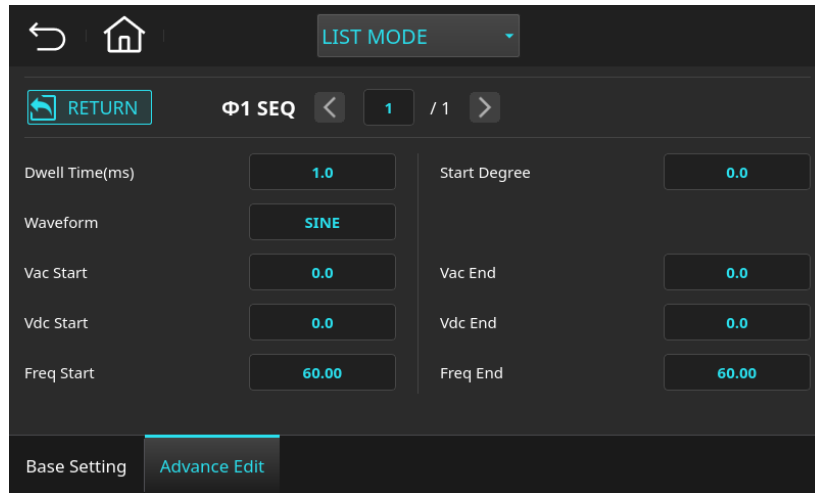 LIST MODE
RETURN Φ1 SEQ 1 / 1
Dwell Time(ms) 1.0 Start Degree 0.0
Waveform SINE
Vac Start 0.0 Vac End 0.0
Vdc Start 0.0 Vdc End 0.0
Freq Start 60.00 Freq End 60.00
Base Setting Advance Edit